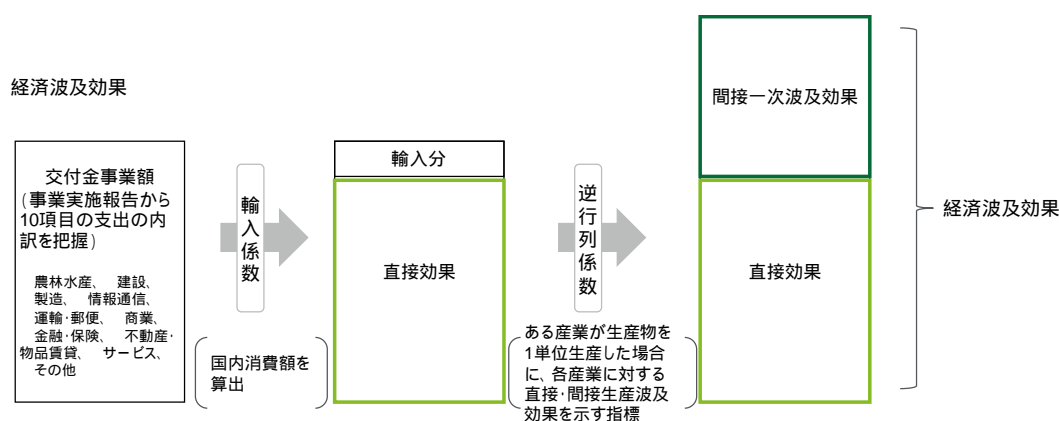 経済波及効果
交付金事業額
(事業実施報告から
10項目の支出の内
訳を把握)
農林水産、 建設、
製造、 情報通信、
運輸・郵便、 商業、
金融・保険、 不動産・
物品賃貸、 サービス、
その他
輸入係数
国内消費額を
算出
輸入分
直接効果
逆行列係数
ある産業が生産物を
1単位生産した場合
に、各産業に対する
直接・間接生産波及
効果を示す指標
間接一次波及効果
直接効果
経済波及効果